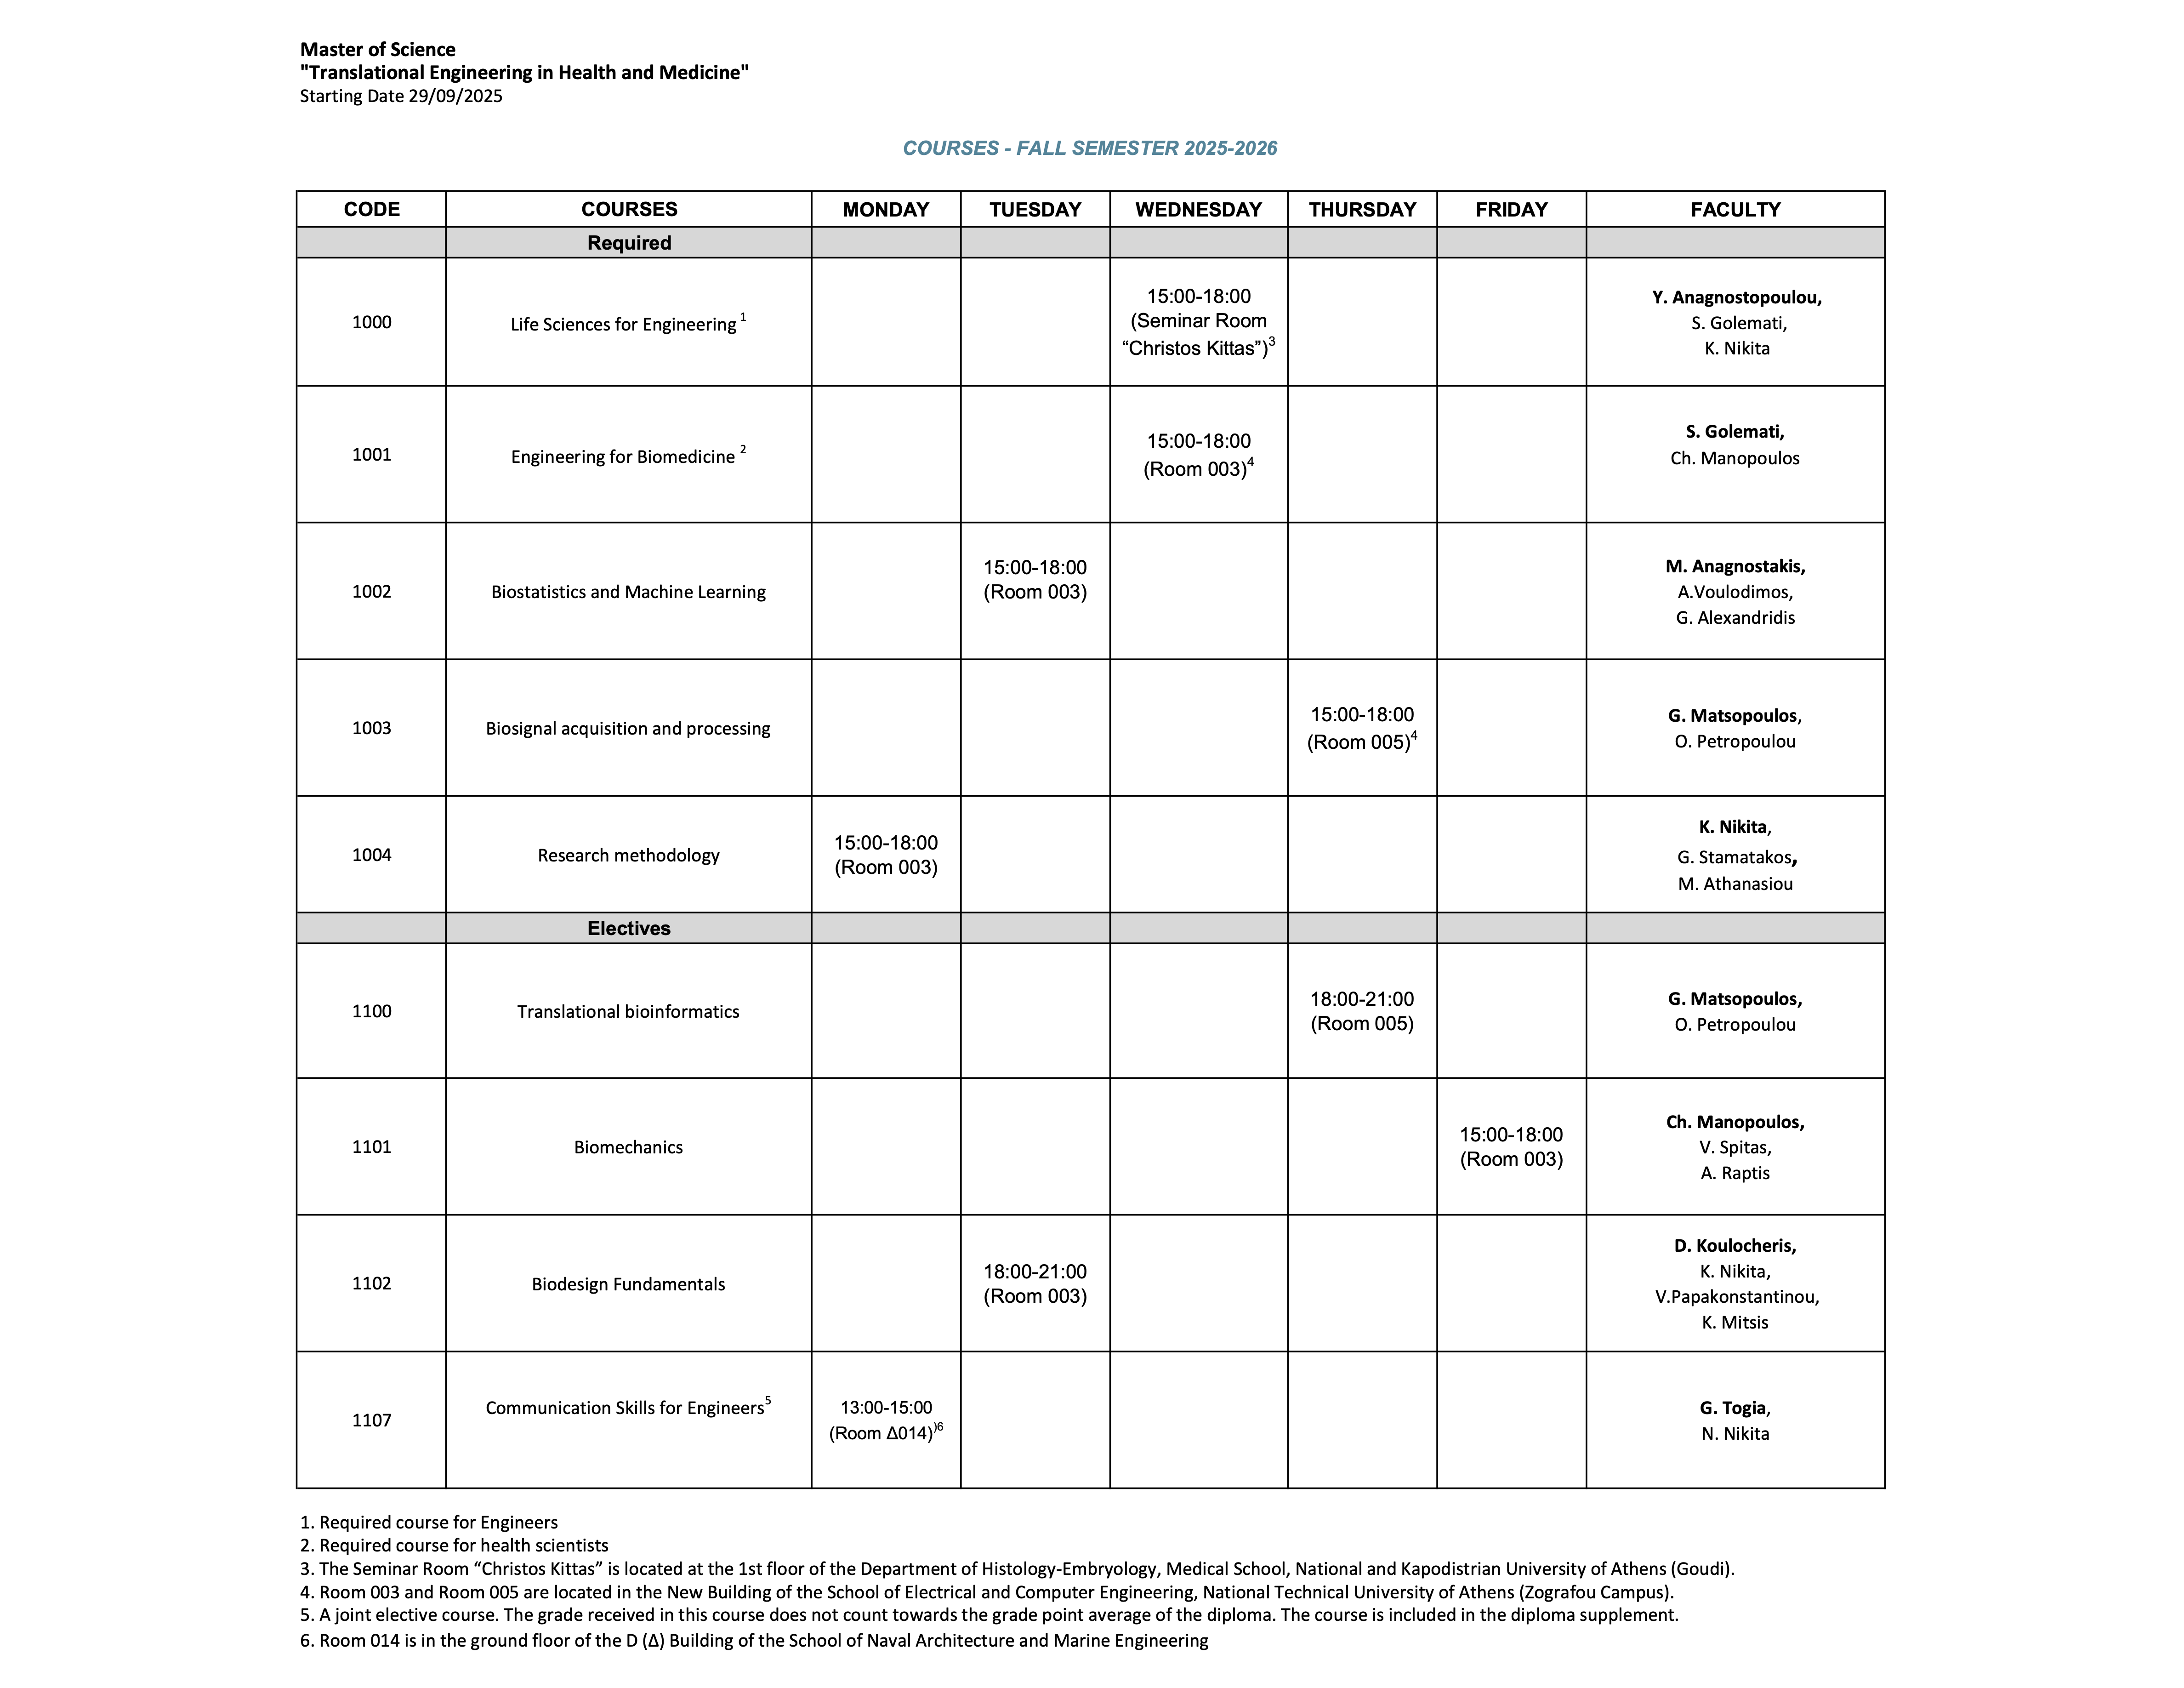 Master of Science
"Translational Engineering in Health and Medicine"
Starting Date 29/09/2025
COURSES - FALL SEMESTER 2025-2026
CODE COURSES MONDAY TUESDAY WEDNESDAY THURSDAY FRIDAY FACULTY
Required
1000
Life Sciences for Engineering 1
15:00-18:00
(Seminar Room
“Christos Kittas”)3
Y. Anagnostopoulou,
S. Golemati,
K. Nikita
1001
Engineering for Biomedicine 2
15:00-18:00
(Room 003)4
S. Golemati,
Ch. Manopoulos
1002
Biostatistics and Machine Learning
15:00-18:00
(Room 003)
M. Anagnostakis,
A.Voulodimos,
G. Alexandridis
1003
Biosignal acquisition and processing
15:00-18:00
(Room 005)4
G. Matsopoulos,
O. Petropoulou
1004
Research methodology
15:00-18:00
(Room 003)
K. Nikita,
G. Stamatakos,
M. Athanasiou
Electives
1100
Translational bioinformatics
18:00-21:00
(Room 005)
G. Matsopoulos,
O. Petropoulou
1101
Biomechanics
15:00-18:00
(Room 003)
Ch. Manopoulos,
V. Spitas,
A. Raptis
1102
Biodesign Fundamentals
18:00-21:00
(Room 003)
D. Koulocheris,
K. Nikita,
V.Papakonstantinou,
K. Mitsis
1107
Communication Skills for Engineers5
13:00-15:00
(Room Δ014))6
G. Togia,
N. Nikita
1. Required course for Engineers
2. Required course for health scientists
3. The Seminar Room “Christos Kittas” is located at the 1st floor of the Department of Histology-Embryology, Medical School, National and Kapodistrian University of Athens (Goudi).
4. Room 003 and Room 005 are located in the New Building of the School of Electrical and Computer Engineering, National Technical University of Athens (Zografou Campus).
5. A joint elective course. The grade received in this course does not count towards the grade point average of the diploma. The course is included in the diploma supplement.
6. Room 014 is in the ground floor of the D (Δ) Building of the School of Naval Architecture and Marine Engineering